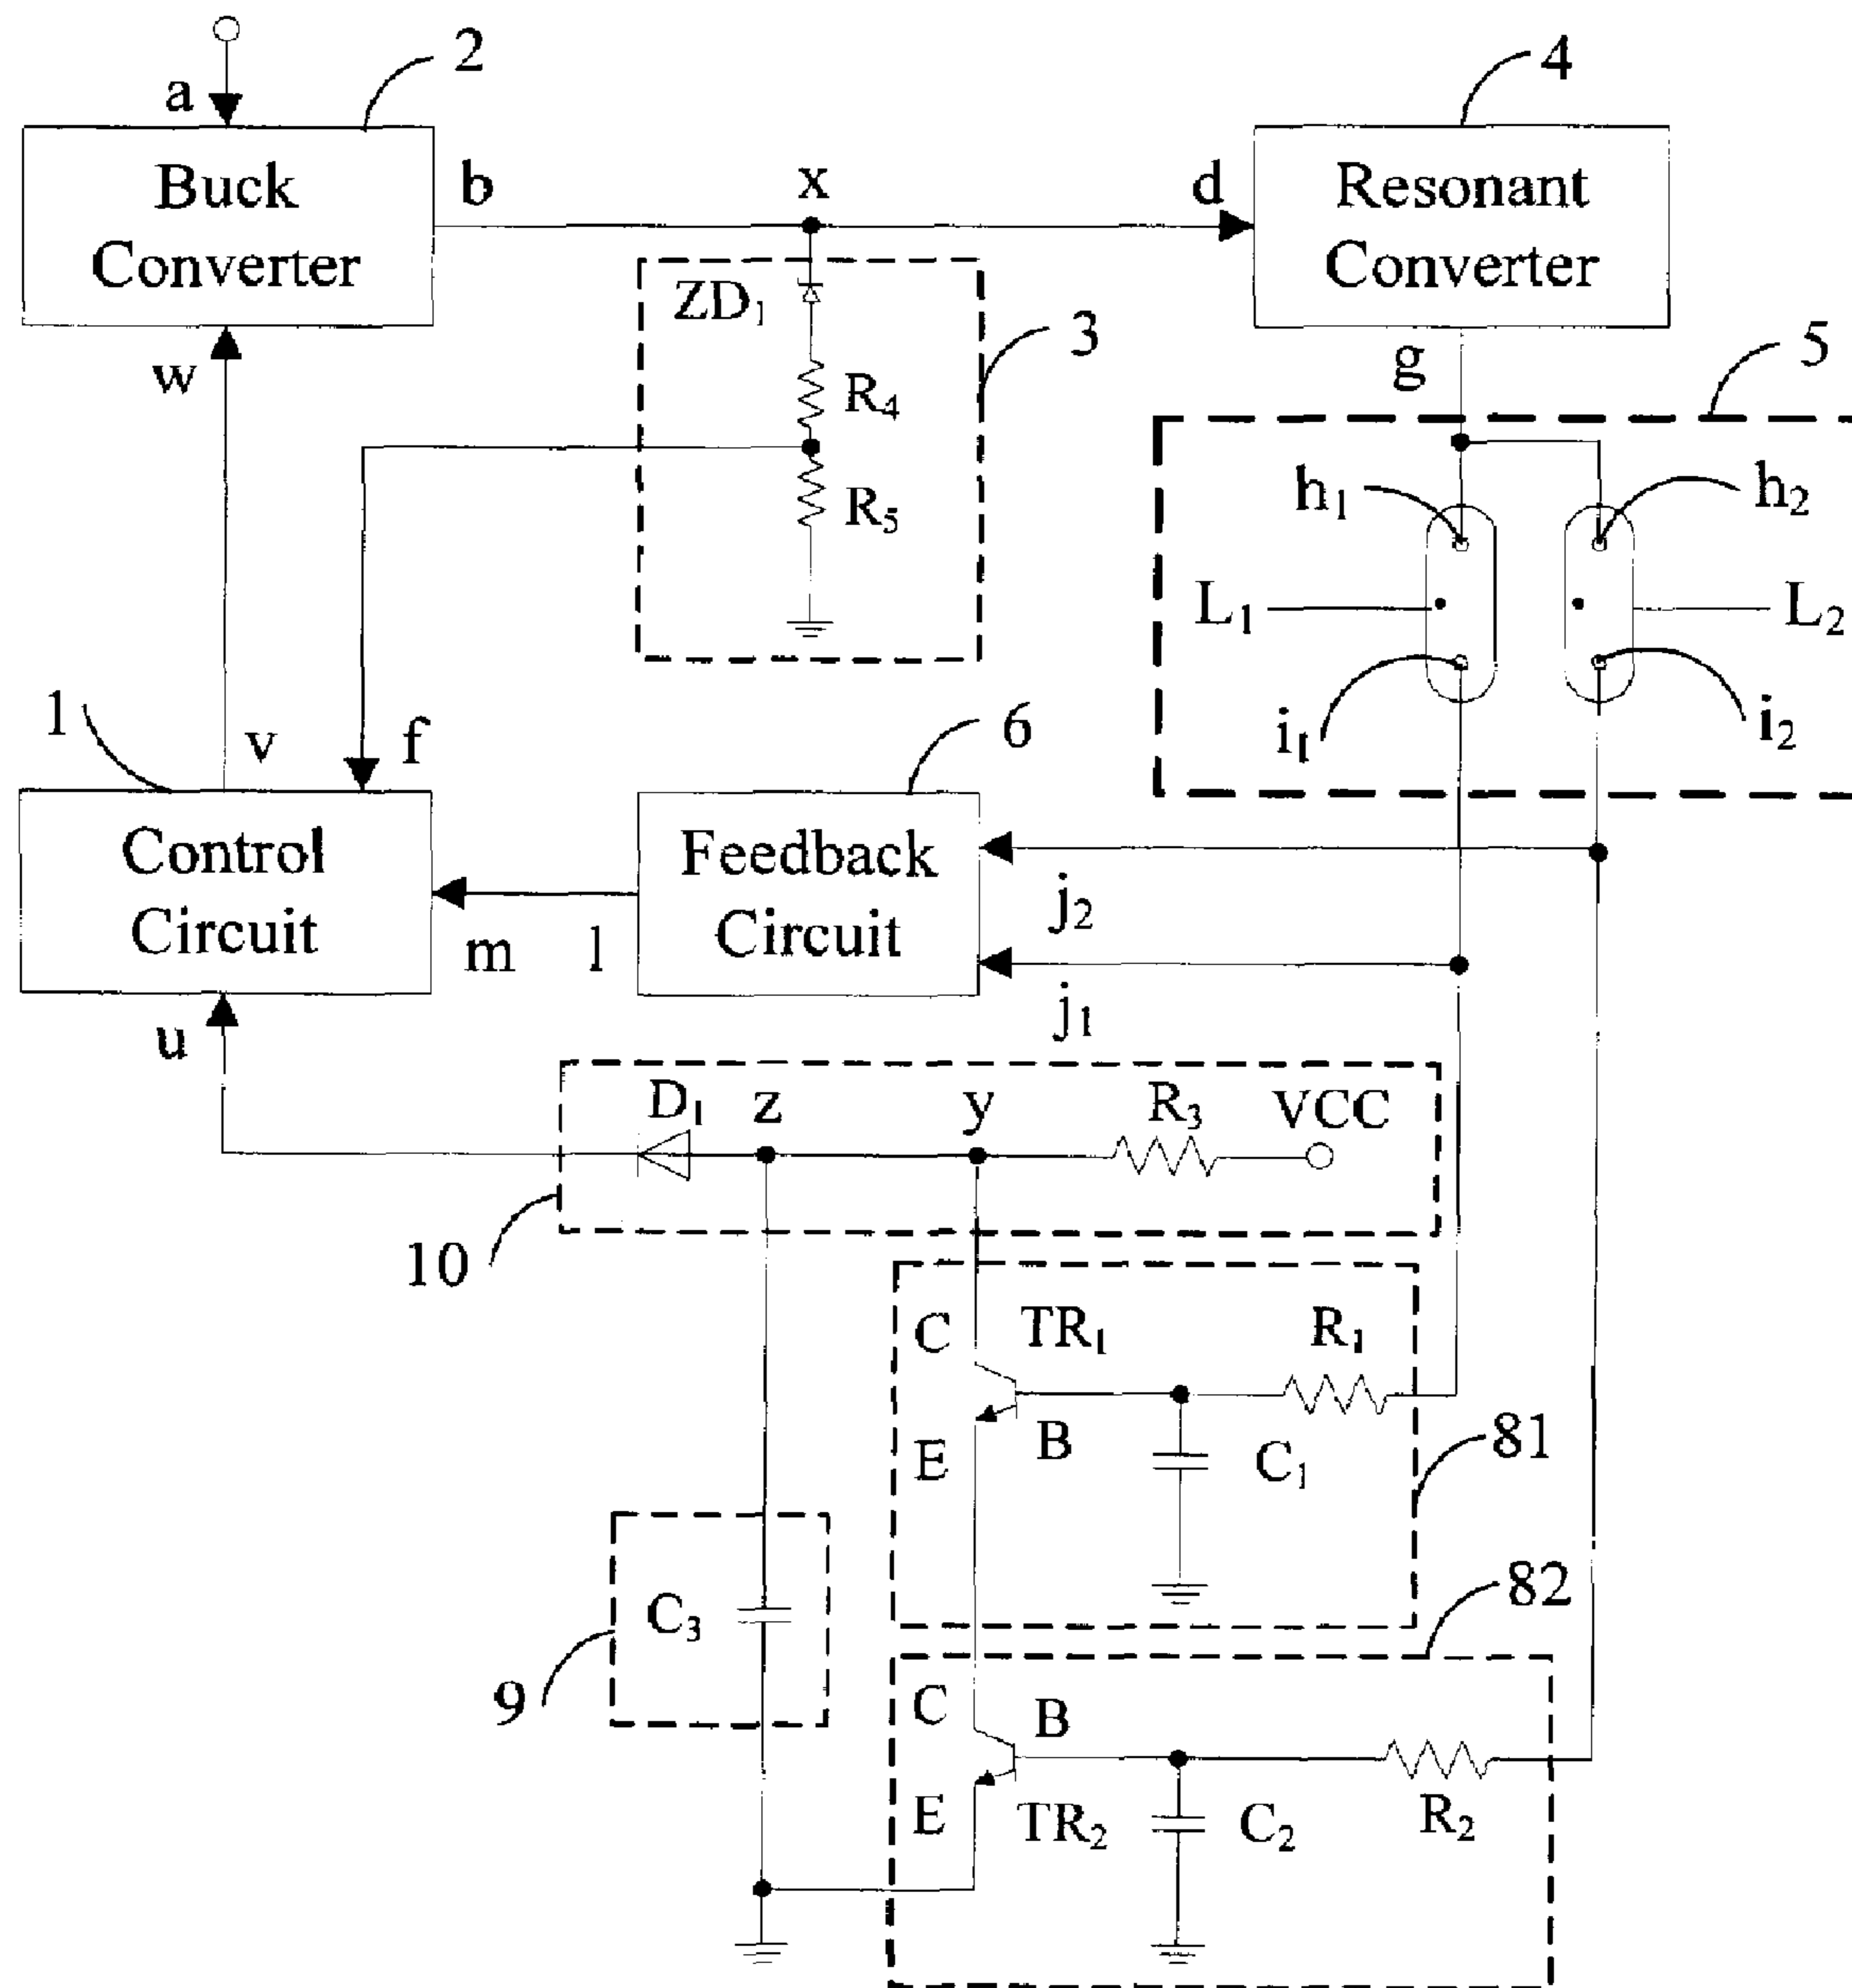 2
4
a
Buck
Converter
b
x
d
Resonant
Converter
ZD₁
3
w
g
5
R₄
R₅
h₁
h₂
L₁
L₂
i₁
i₂
1
v
f
6
Control
Circuit
Feedback
Circuit
j₂
m
l
j₁
u
D₁
z
y
R₃
VCC
10
C
TR₁
R₁
E
B
C₁
81
82
C₃
9
C
B
E
TR₂
C₂
R₂